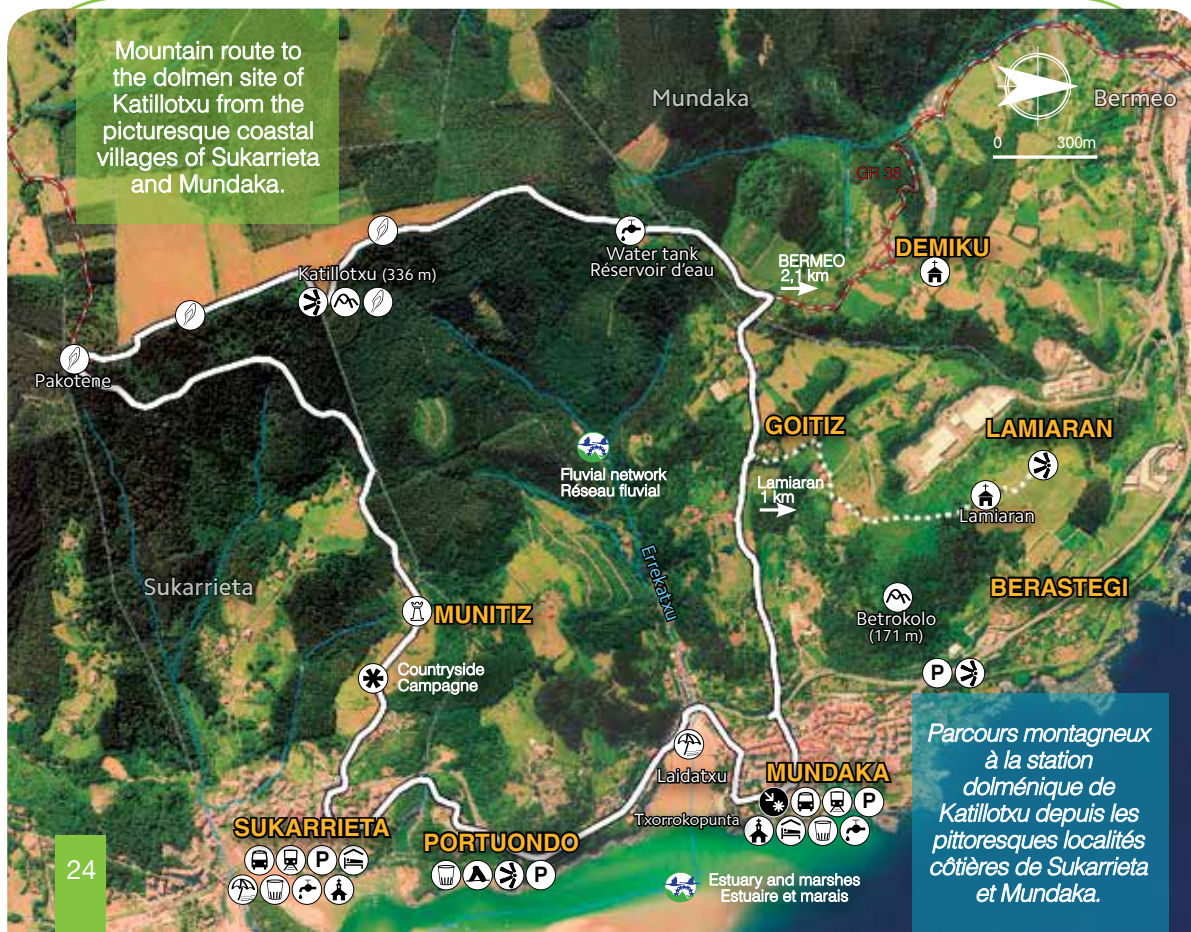 Mountain route to
the dolmen site of
Katillotxu from the
picturesque coastal
villages of Sukarrieta
and Mundaka.
Mundaka
Bermeo
0 300m
GR 38
DEMIKU
Water tank
Réservoir d'eau
BERMEO
2,1 km
Katillotxu (336 m)
Pakotene
GOITIZ
LAMIARAN
Fluvial network
Réseau fluvial
Lamiaran
1 km
Lamiaran
Errekatxu
Sukarrieta
BERASTEGI
MUNITIZ
Betrokolo
(171 m)
Countryside
Campagne
P
Laidatxu
MUNDAKA
P
Txorrokopunta
SUKARRIETA
P
PORTUONDO
P
Estuary and marshes
Estuaire et marais
Parcours montagneux
à la station
dolménique de
Katillotxu depuis les
pittoresques localités
côtières de Sukarrieta
et Mundaka.
24